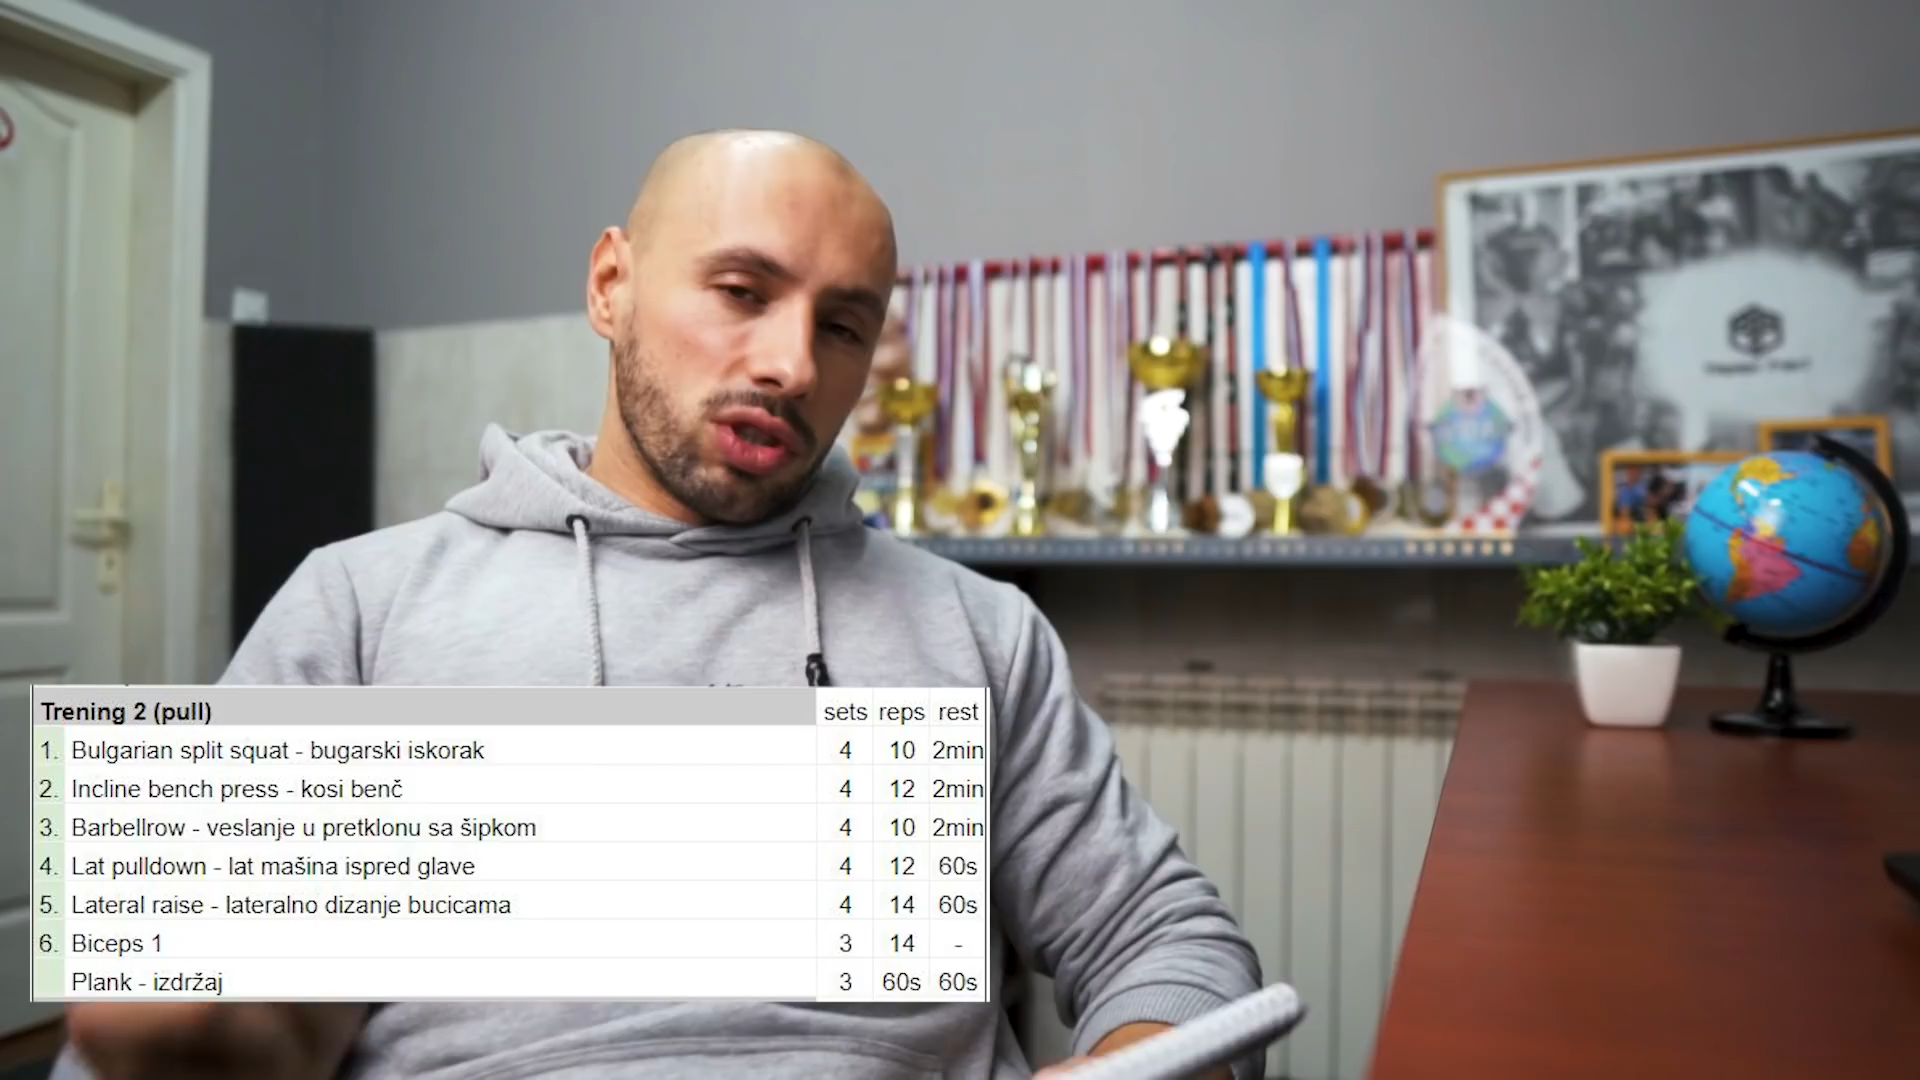 Trening 2 (pull) sets reps rest
1. Bulgarian split squat - bugarski iskorak 4 10 2min
2. Incline bench press - kosi benč 4 12 2min
3. Barbellrow - veslanje u pretklonu sa šipkom 4 10 2min
4. Lat pulldown - lat mašina ispred glave 4 12 60s
5. Lateral raise - lateralno dizanje bucicama 4 14 60s
6. Biceps 1 3 14 -
Plank - izdržaj 3 60s 60s